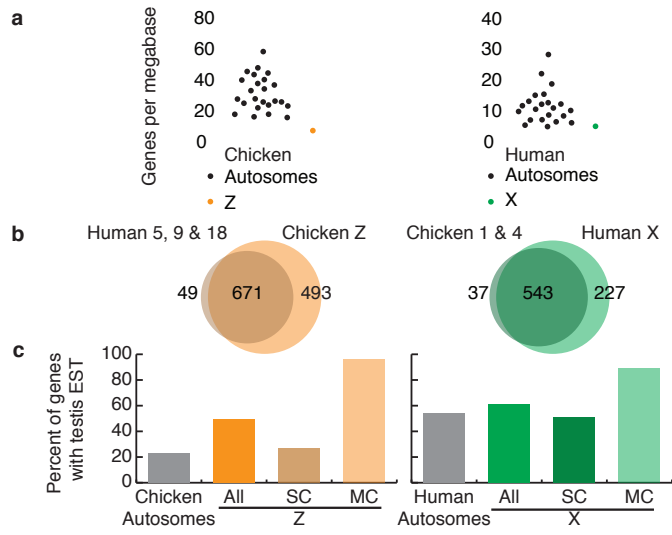 a
Genes per megabase
80
60
40
20
0
Chicken
Autosomes
Z
40
30
20
10
0
Human
Autosomes
X
b
Human 5, 9 & 18 Chicken Z
49 671 493
Chicken 1 & 4 Human X
37 543 227
c
Percent of genes
with testis EST
100
80
60
40
20
0
Chicken All SC MC
Autosomes Z
Human All SC MC
Autosomes X